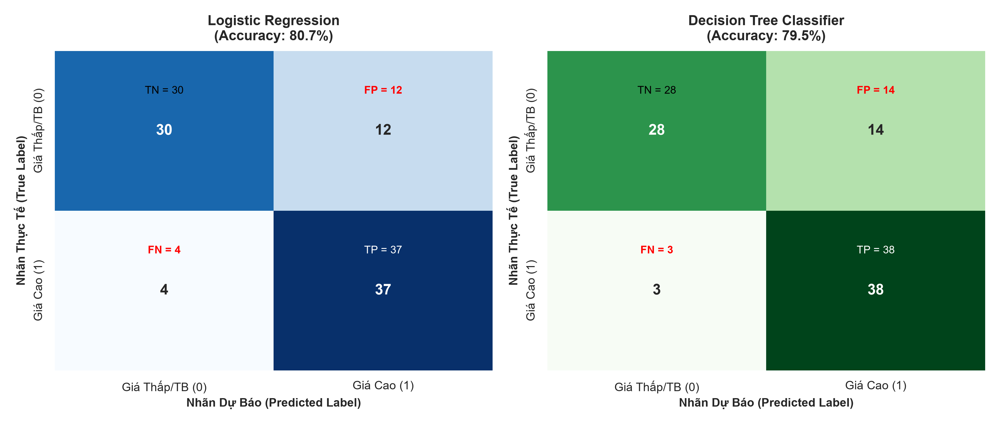 Logistic Regression
(Accuracy: 80.7%)
Nhãn Thực Tế (True Label)
Giá Thấp/TB (0)
Giá Cao (1)
TN = 30
30
FP = 12
12
FN = 4
4
TP = 37
37
Giá Thấp/TB (0)
Giá Cao (1)
Nhãn Dự Báo (Predicted Label)
Decision Tree Classifier
(Accuracy: 79.5%)
Nhãn Thực Tế (True Label)
Giá Thấp/TB (0)
Giá Cao (1)
TN = 28
28
FP = 14
14
FN = 3
3
TP = 38
38
Giá Thấp/TB (0)
Giá Cao (1)
Nhãn Dự Báo (Predicted Label)